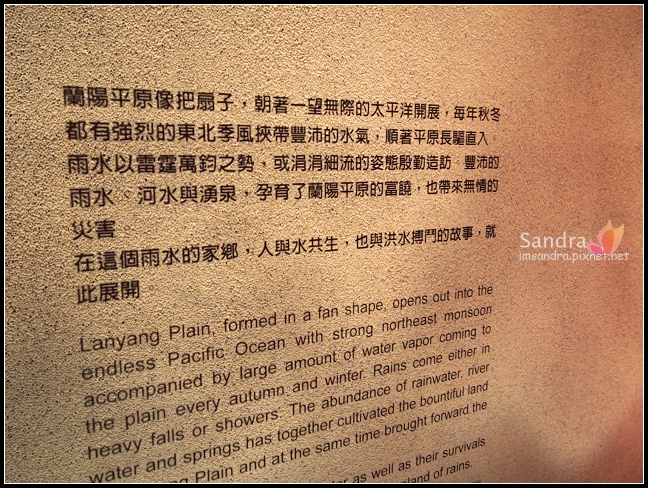 蘭陽平原像把扇子，朝著一望無際的太平洋開展，每年秋冬
都有強烈的東北季風挾帶豐沛的水氣，順著平原長驅直入
雨水以雷霆萬鈞之勢，或涓涓細流的姿態殷勤造訪。豐沛的
雨水、河水與湧泉，孕育了蘭陽平原的富饒，也帶來無情的
災害
在這個雨水的家鄉，人與水共生，也與洪水搏鬥的故事，就
此展開
Lanyang Plain, formed in a fan shape, opens out into the
endless Pacific Ocean with strong northeast monsoon
accompanied by large amount of water vapor coming to
the plain every autumn and winter. Rains come either in
heavy falls or showers. The abundance of rainwater, river
water and springs has together cultivated the bountiful land
Plain and at the same time brought forward the
as well as their survivals
land of rains.
Sandra
imsandra.pixnet.net